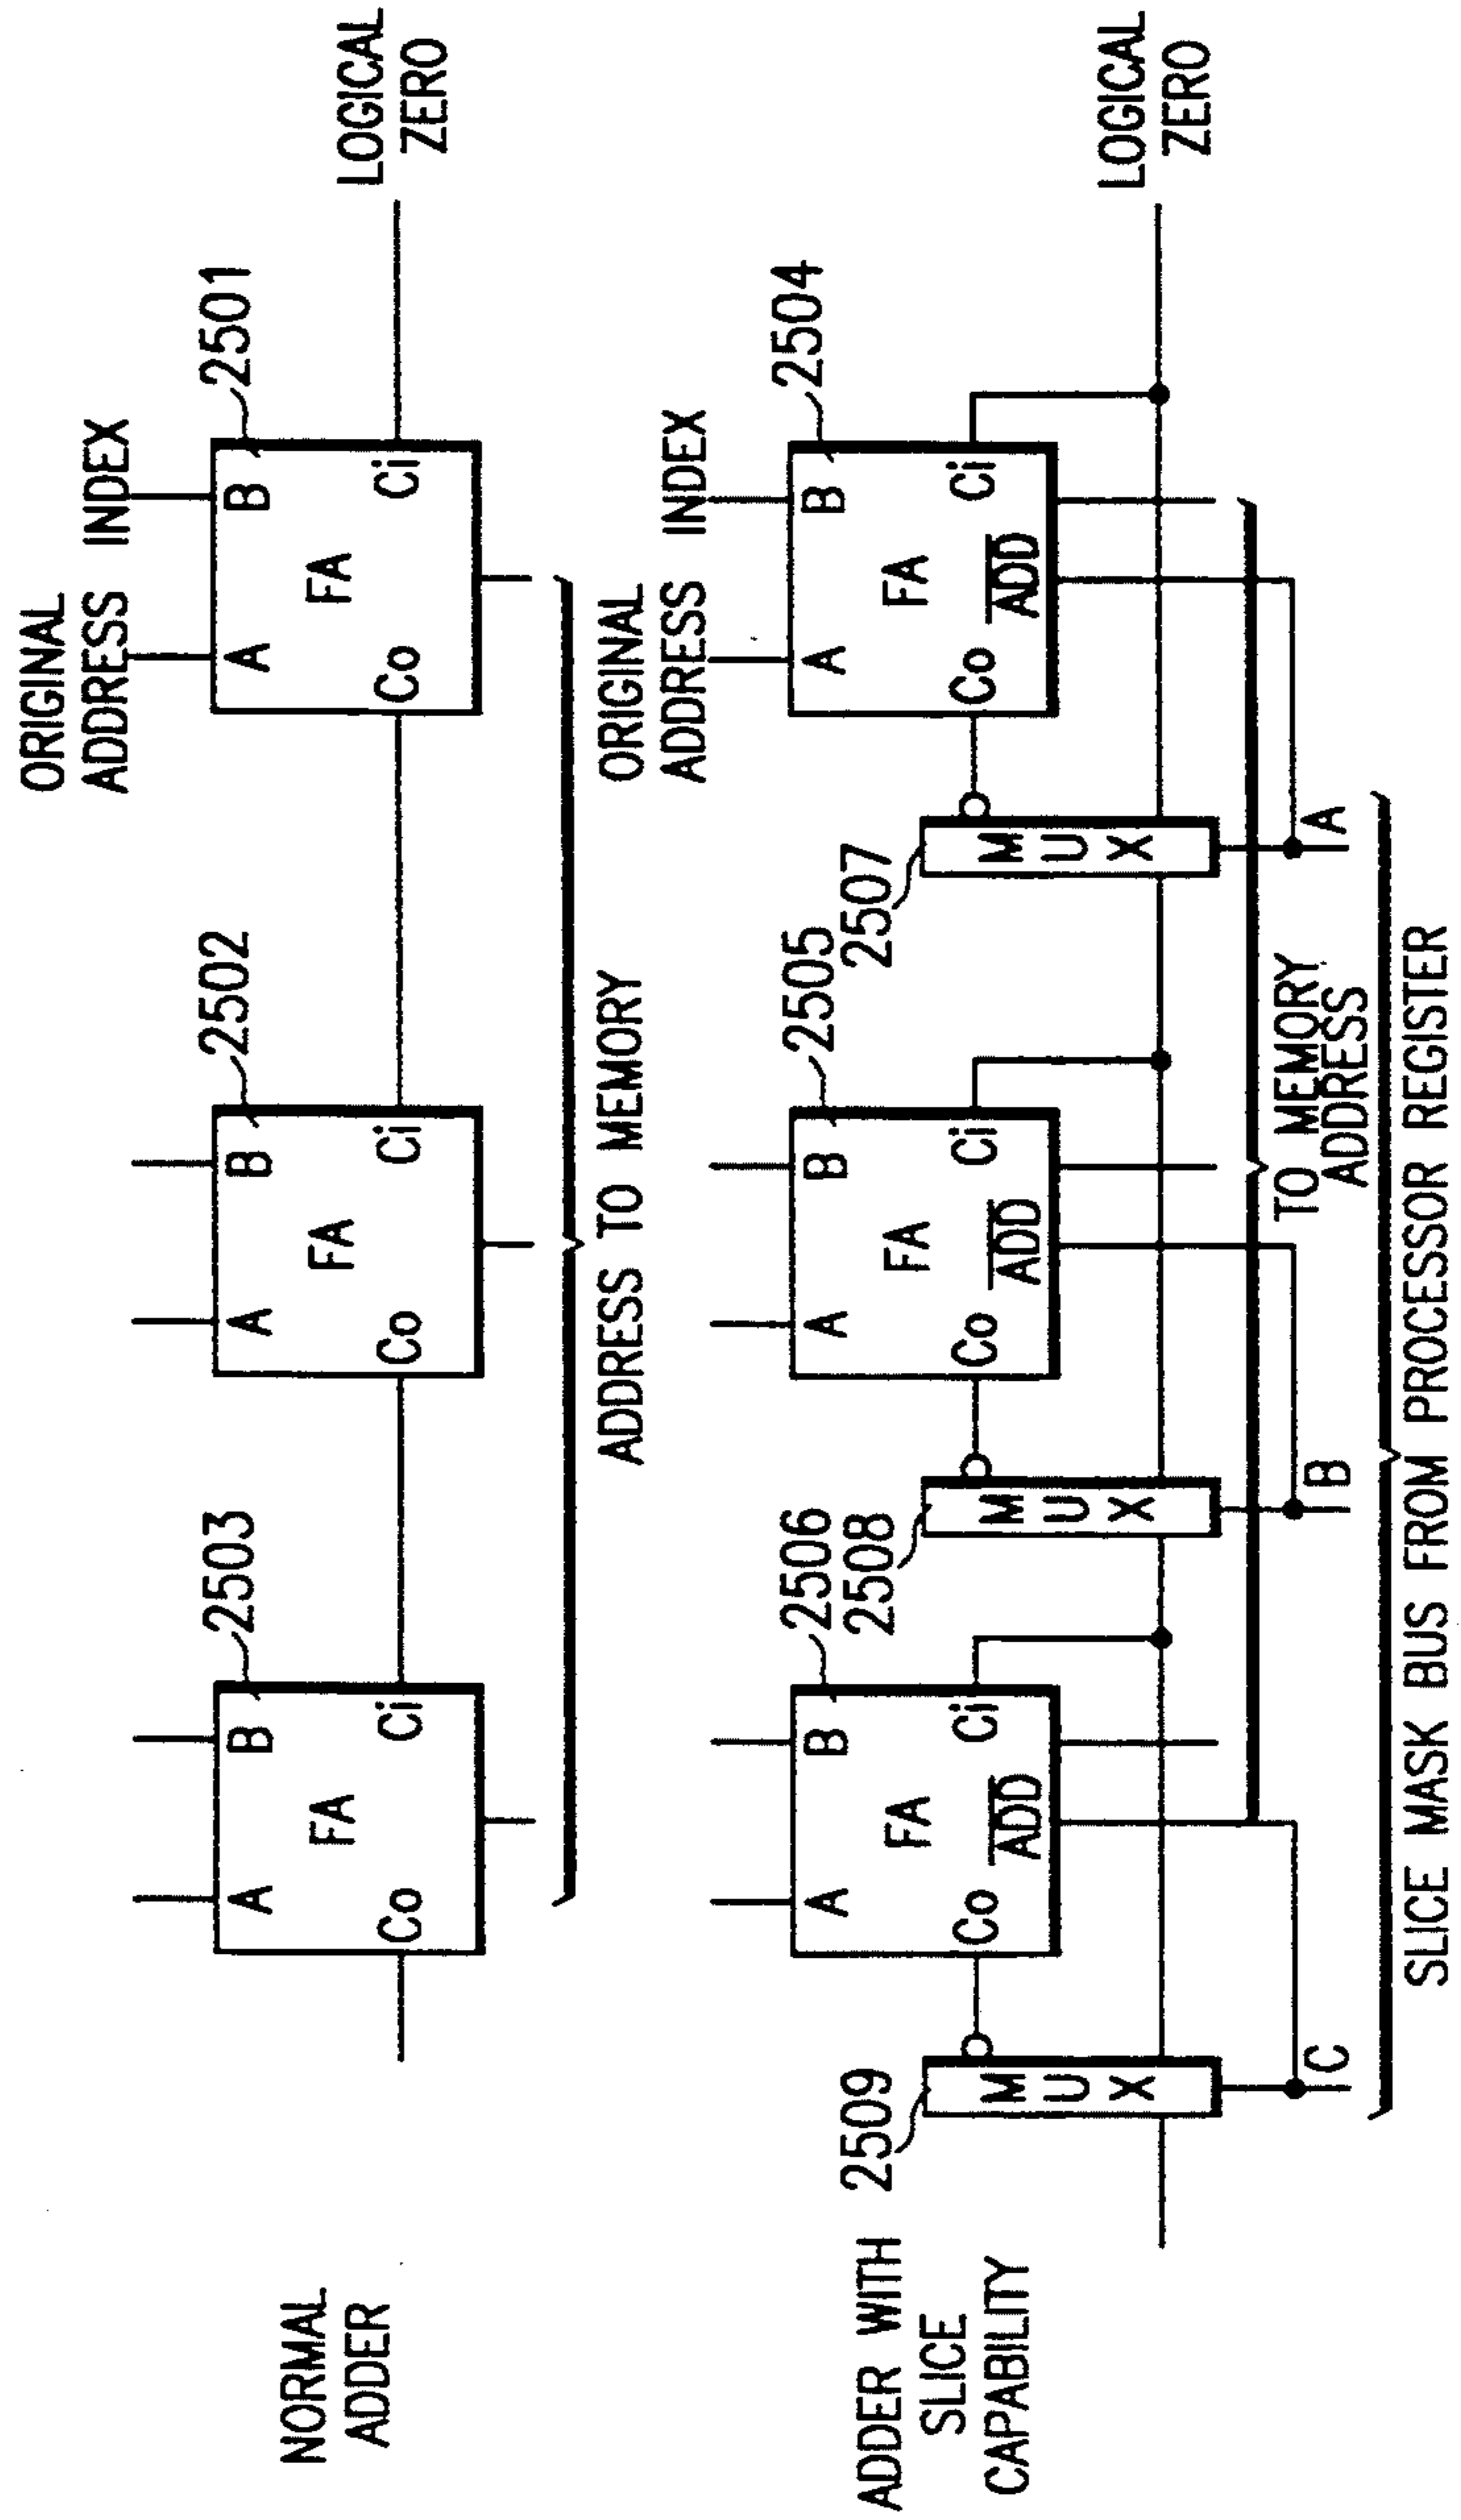 ORIGINAL
ADDRESS INDEX
2503
2502
2501
A B
FA
Co Ci
A B
FA
Co Ci
A B
FA
Co Ci
LOGICAL
ZERO
NORMAL
ADDER
ADDRESS TO MEMORY
ORIGINAL
ADDRESS INDEX
2506
2505
2504
2509
2508
2507
A B
FA
Co Ci
ADD
A B
FA
Co Ci
ADD
A B
FA
Co Ci
ADD
MUX
MUX
MUX
LOGICAL
ZERO
ADDER WITH
SLICE
CAPABILITY
C
B
A
TO MEMORY
ADDRESS
SLICE MASK BUS FROM PROCESSOR REGISTER